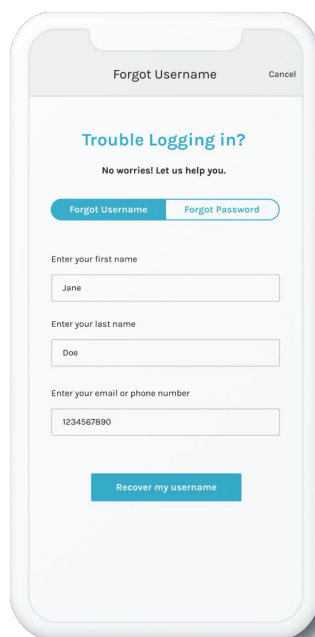 Forgot Username
Cancel
Trouble Logging in?
No worries! Let us help you.
Forgot Username
Forgot Password
Enter your first name
Jane
Enter your last name
Doe
Enter your email or phone number
1234567890
Recover my username